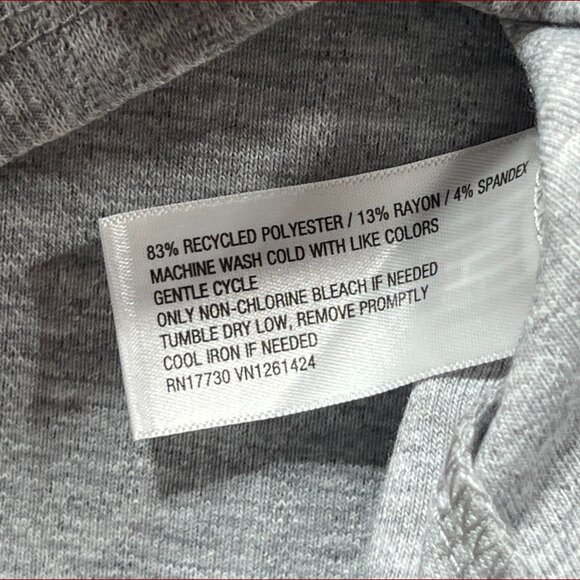 83% RECYCLED POLYESTER / 13% RAYON / 4% SPANDEX
MACHINE WASH COLD WITH LIKE COLORS
GENTLE CYCLE
ONLY NON-CHLORINE BLEACH IF NEEDED
TUMBLE DRY LOW, REMOVE PROMPTLY
COOL IRON IF NEEDED
RN17730 VN1261424